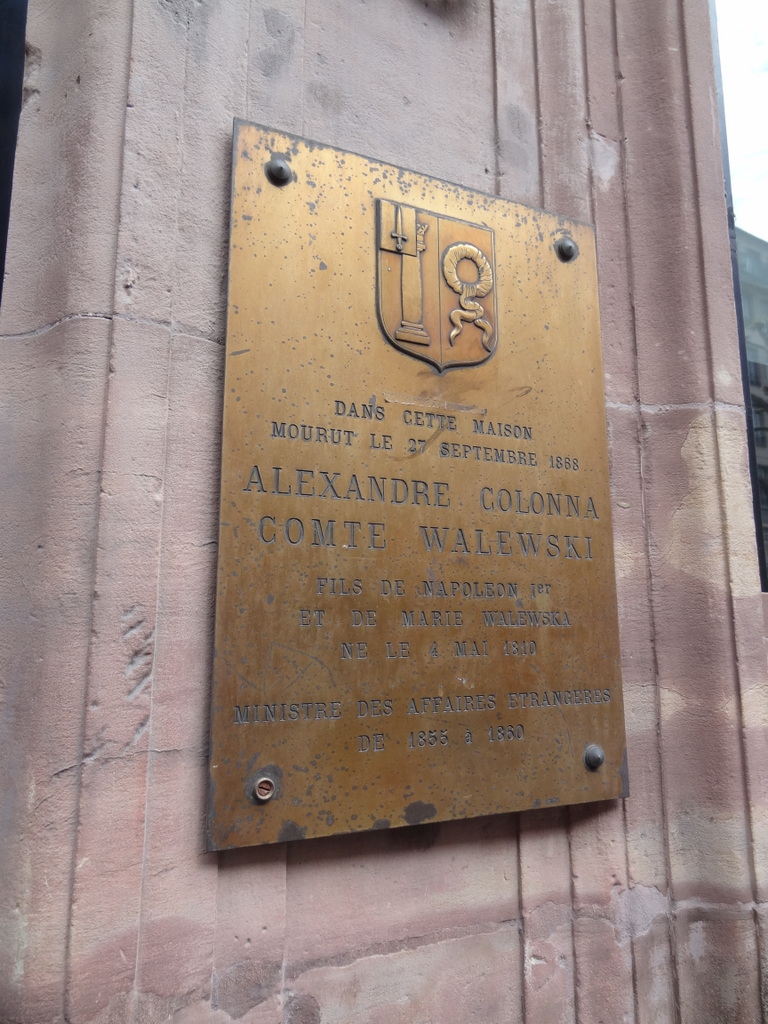 DANS CETTE MAISON
MOURUT LE 27 SEPTEMBRE 1868
ALEXANDRE COLONNA
COMTE WALEWSKI
FILS DE NAPOLEON 1er
ET DE MARIE WALEWSKA
NE LE 4 MAI 1810
MINISTRE DES AFFAIRES ETRANGERES
DE 1855 à 1860